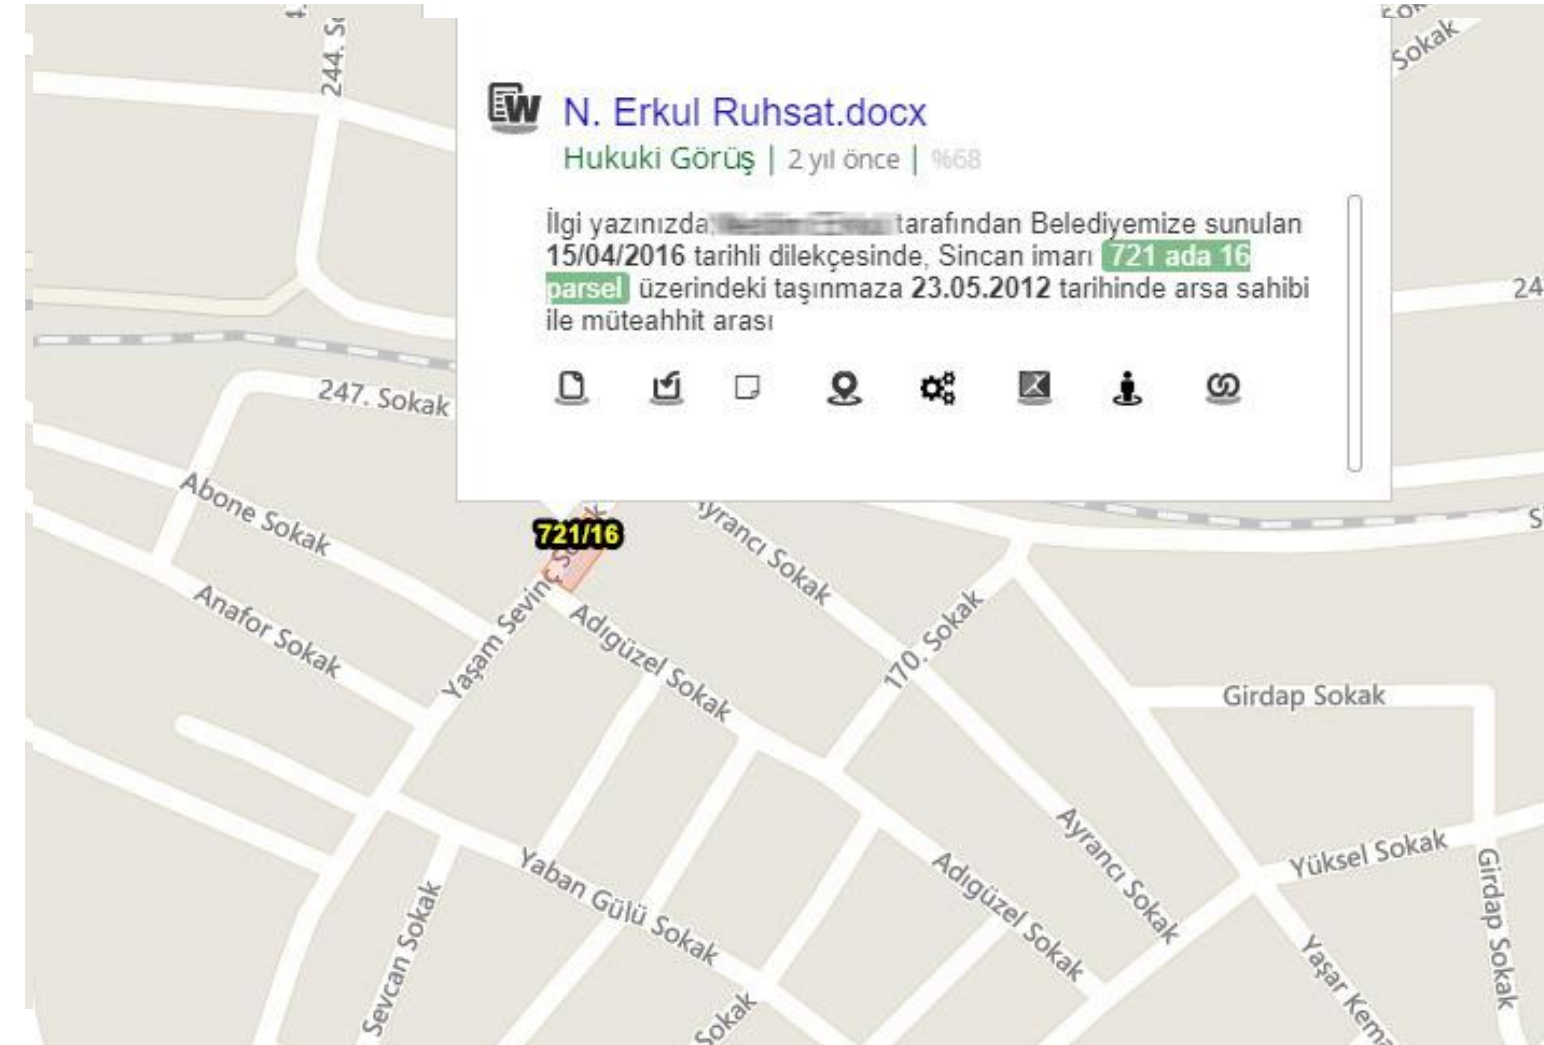 244. S
Sokak
N. Erkul Ruhsat.docx
Hukuki Görüş | 2 yıl önce | %68
İlgi yazınızda tarafından Belediyemize sunulan
15/04/2016 tarihli dilekçesinde, Sincan imarı 721 ada 16
parsel üzerindeki taşınmaza 23.05.2012 tarihinde arsa sahibi
ile müteahhit arası
24
247. Sokak
Abone Sokak
721/16
Yaşam Sevinç Sokak
Ayrancı Sokak
S
Anafor Sokak
Adıgüzel Sokak
170. Sokak
Girdap Sokak
Yaban Gülü Sokak
Sevcan Sokak
Adıgüzel Sokak
Ayrancı Sokak
Yüksel Sokak
Girdap Sokak
Yaşar Kema
Sokak